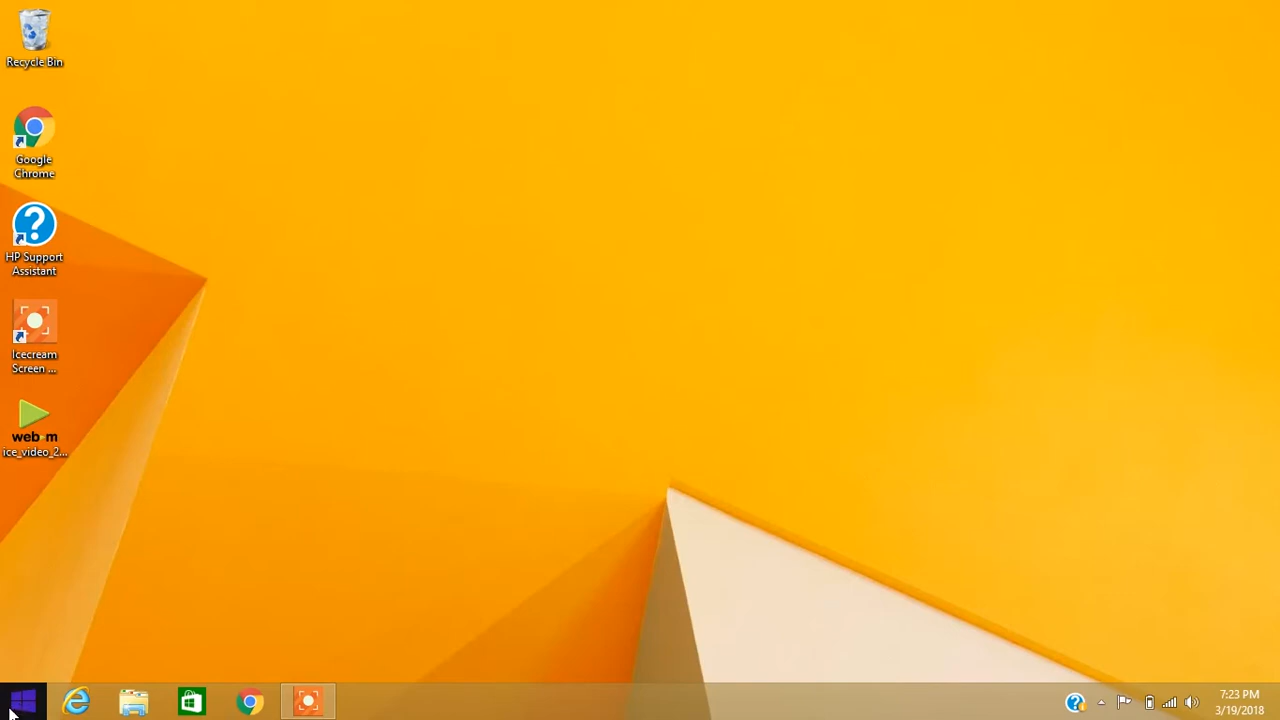 Recycle Bin
Google
Chrome
HP Support
Assistant
Icecream
Screen ...
web m
ice_video_2...
7:23 PM
3/19/2018